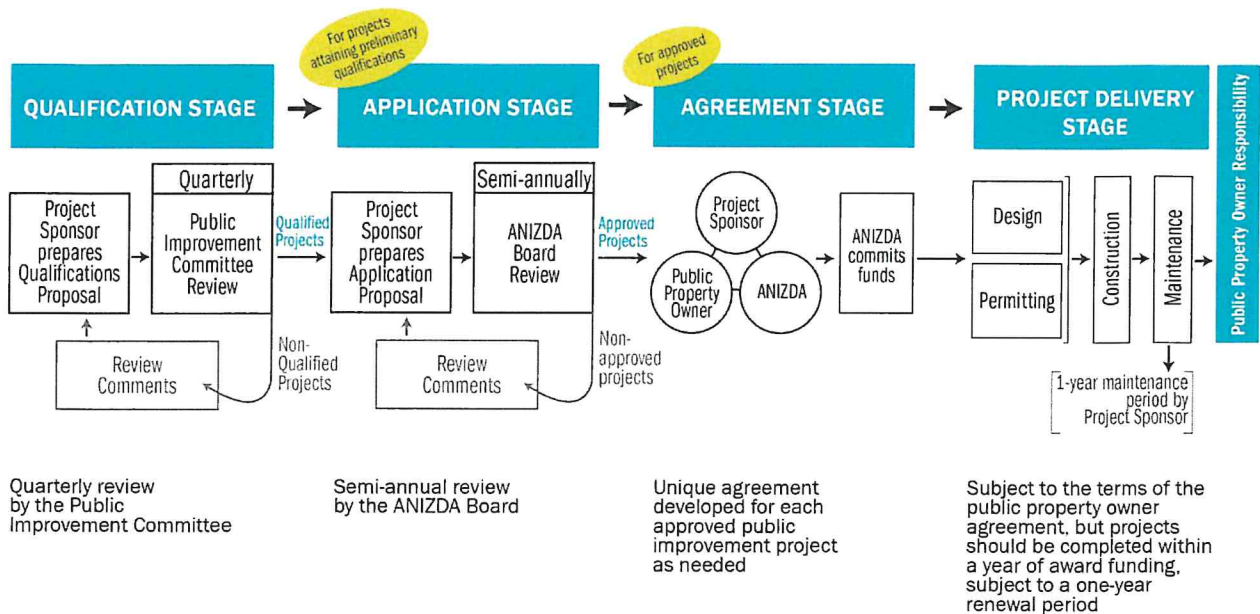 For projects
attaining preliminary
qualifications
For approved
projects
QUALIFICATION STAGE
APPLICATION STAGE
AGREEMENT STAGE
PROJECT DELIVERY
STAGE
Public Property Owner Responsibility
Quarterly
Project
Sponsor
prepares
Qualifications
Proposal
Public
Improvement
Committee
Review
Qualified
Projects
Non-
Qualified
Projects
Review
Comments
Semi-annually
Project
Sponsor
prepares
Application
Proposal
ANIZDA
Board
Review
Approved
Projects
Non-
approved
projects
Review
Comments
Project
Sponsor
Public
Property
Owner
ANIZDA
ANIZDA
commits
funds
Design
Permitting
Construction
Maintenance
1-year maintenance
period by
Project Sponsor
Quarterly review
by the Public
Improvement Committee
Semi-annual review
by the ANIZDA Board
Unique agreement
developed for each
approved public
improvement project
as needed
Subject to the terms of the
public property owner
agreement, but projects
should be completed within
a year of award funding,
subject to a one-year
renewal period